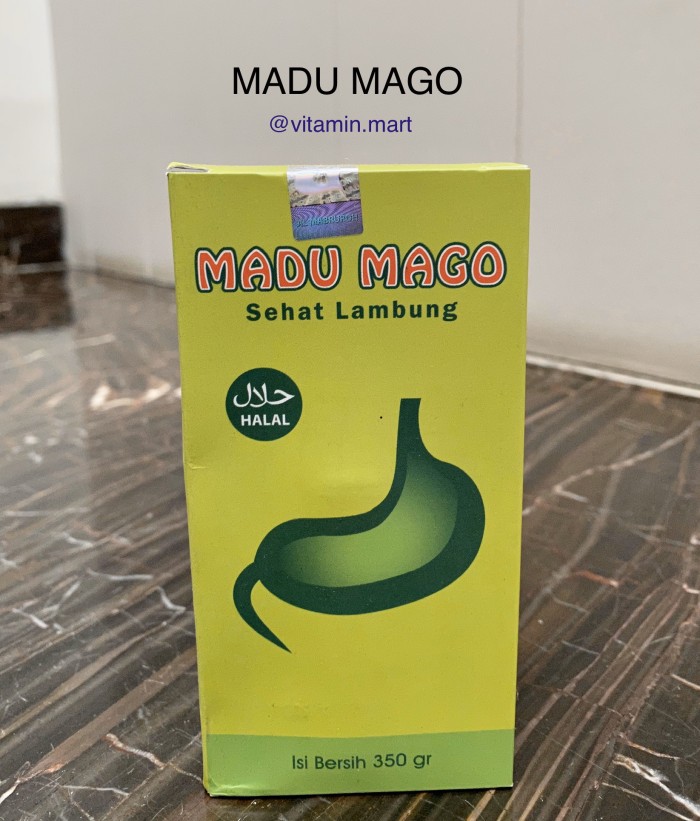 MADU MAGO
@vitamin.mart
MADU MAGO
Sehat Lambung
حلال
HALAL
Isi Bersih 350 gr